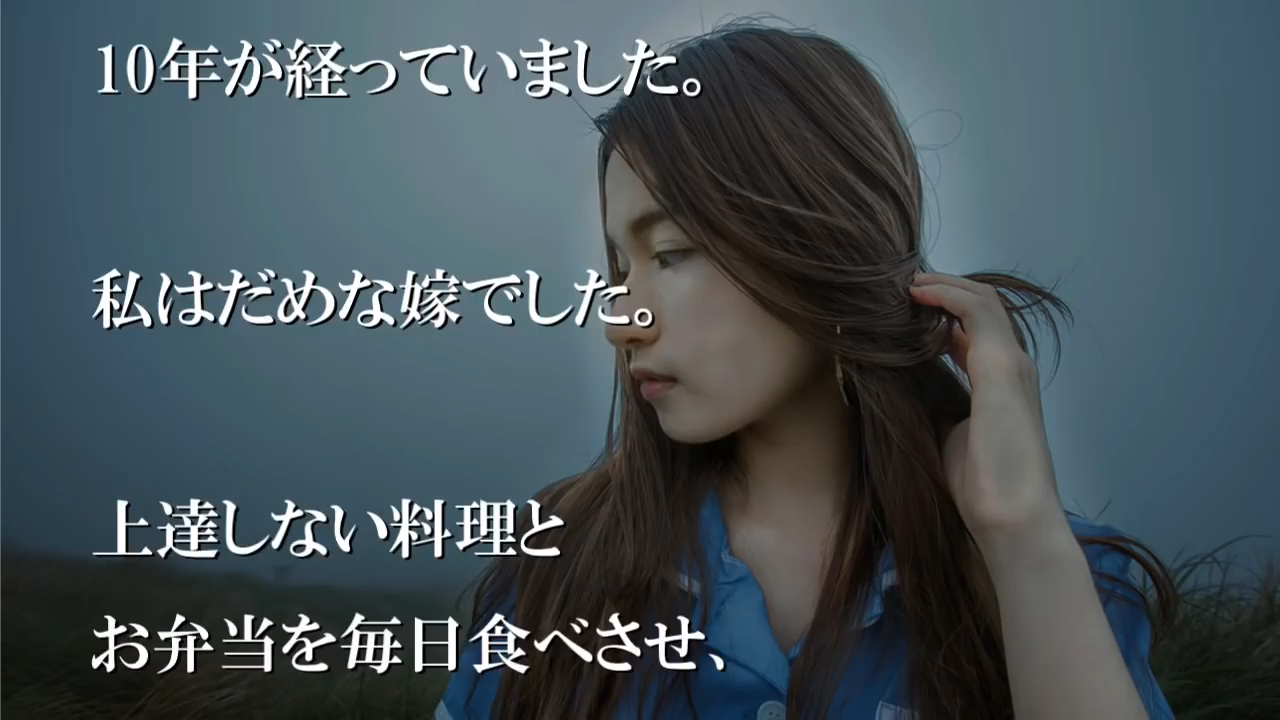 10年が経っていました。
私はだめな嫁でした。
上達しない料理と
お弁当を毎日食べさせ、